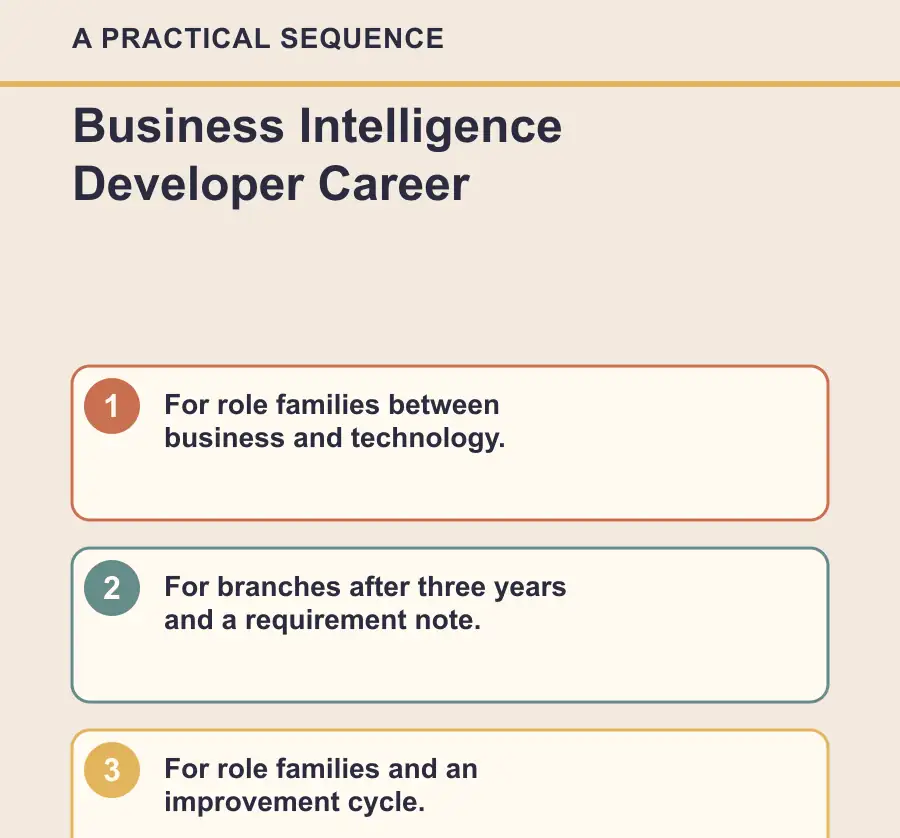 A PRACTICAL SEQUENCE
Business Intelligence
Developer Career
1
For role families between
business and technology.
2
For branches after three years
and a requirement note.
3
For role families and an
improvement cycle.